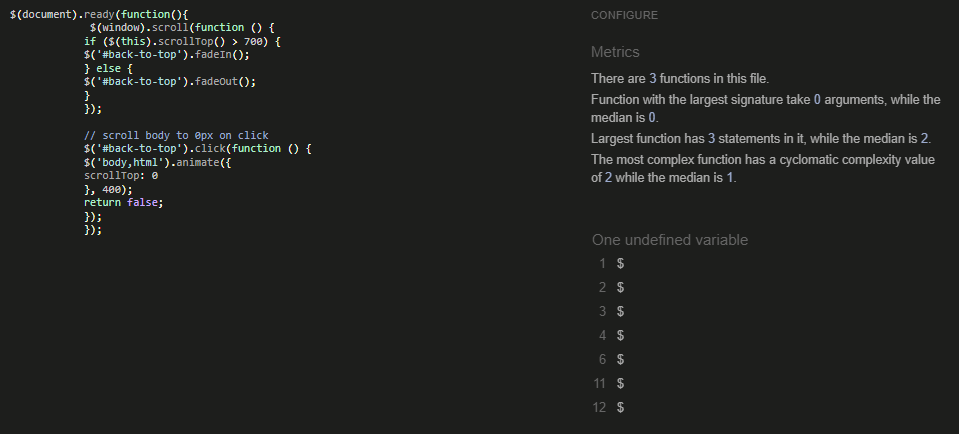 $(document).ready(function(){
$(window).scroll(function () {
if ($(this).scrollTop() > 700) {
$('#back-to-top').fadeIn();
} else {
$('#back-to-top').fadeOut();
}
});
// scroll body to 0px on click
$('#back-to-top').click(function () {
$('body,html').animate({
scrollTop: 0
}, 400);
return false;
});
});
CONFIGURE
Metrics
There are 3 functions in this file.
Function with the largest signature take 0 arguments, while the
median is 0.
Largest function has 3 statements in it, while the median is 2.
The most complex function has a cyclomatic complexity value
of 2 while the median is 1.
One undefined variable
1 $
2 $
3 $
4 $
6 $
11 $
12 $